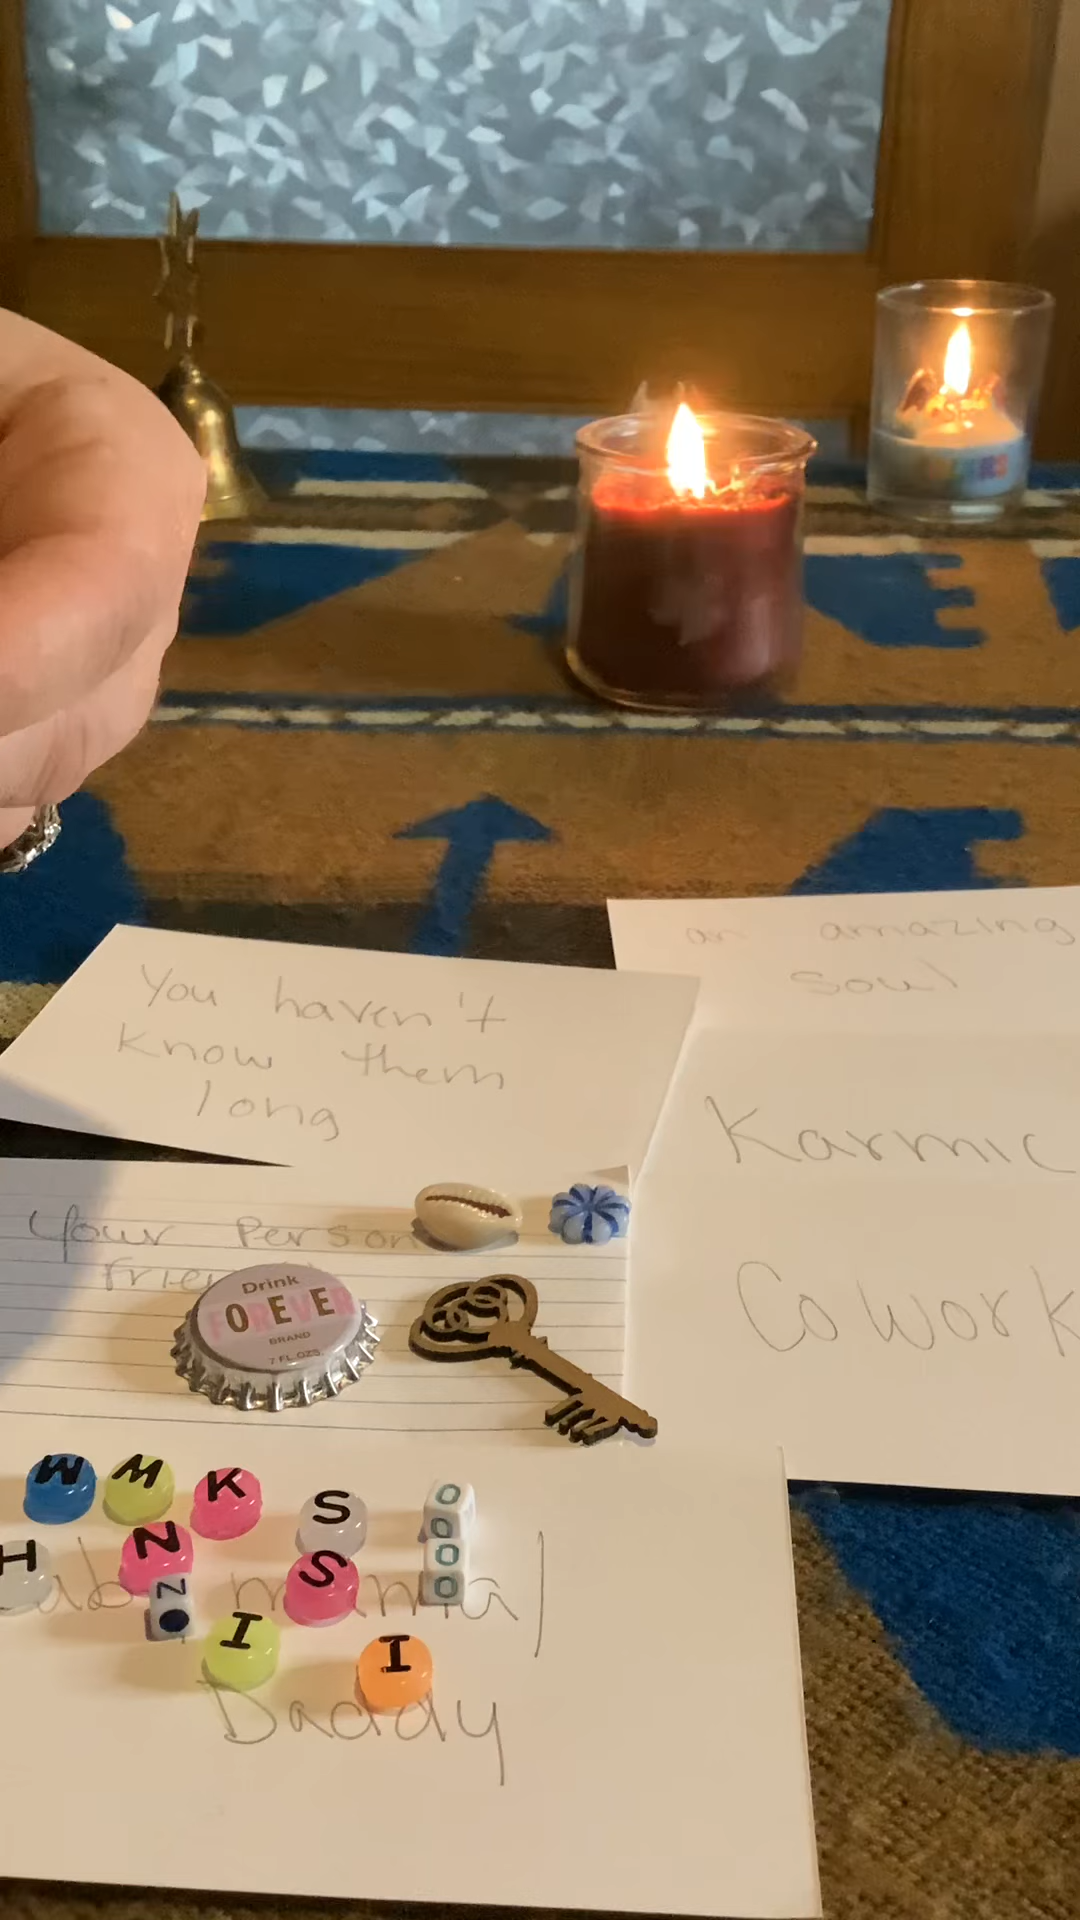 an amazing
soul
You haven't
know them
long
Karmic
Your Person
Cowork
Drink
FOREVER
BRAND
7 FL.OZS.
W M K S O
O
H N S O
N O
I I
Daddy